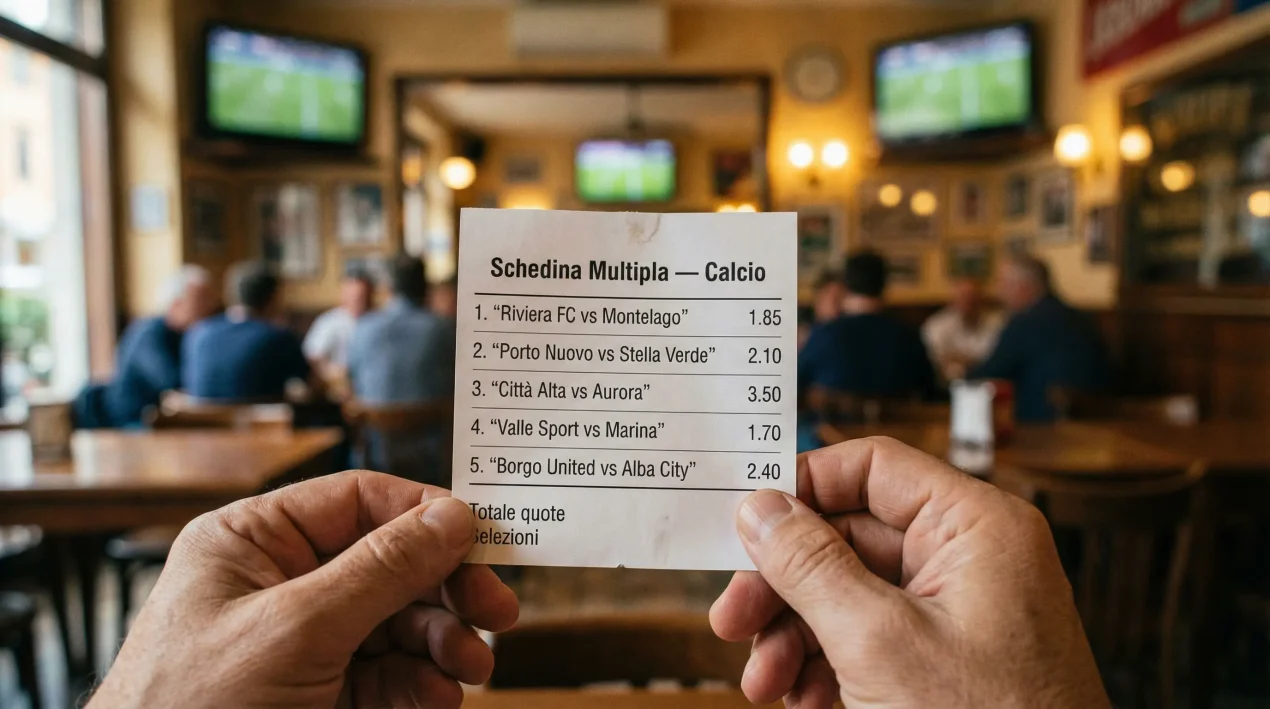 Schedina Multipla — Calcio
1. “Riviera FC vs Montelago” 1.85
2. “Porto Nuovo vs Stella Verde” 2.10
3. “Città Alta vs Aurora” 3.50
4. “Valle Sport vs Marina” 1.70
5. “Borgo United vs Alba City” 2.40
Totale quote
Selezioni